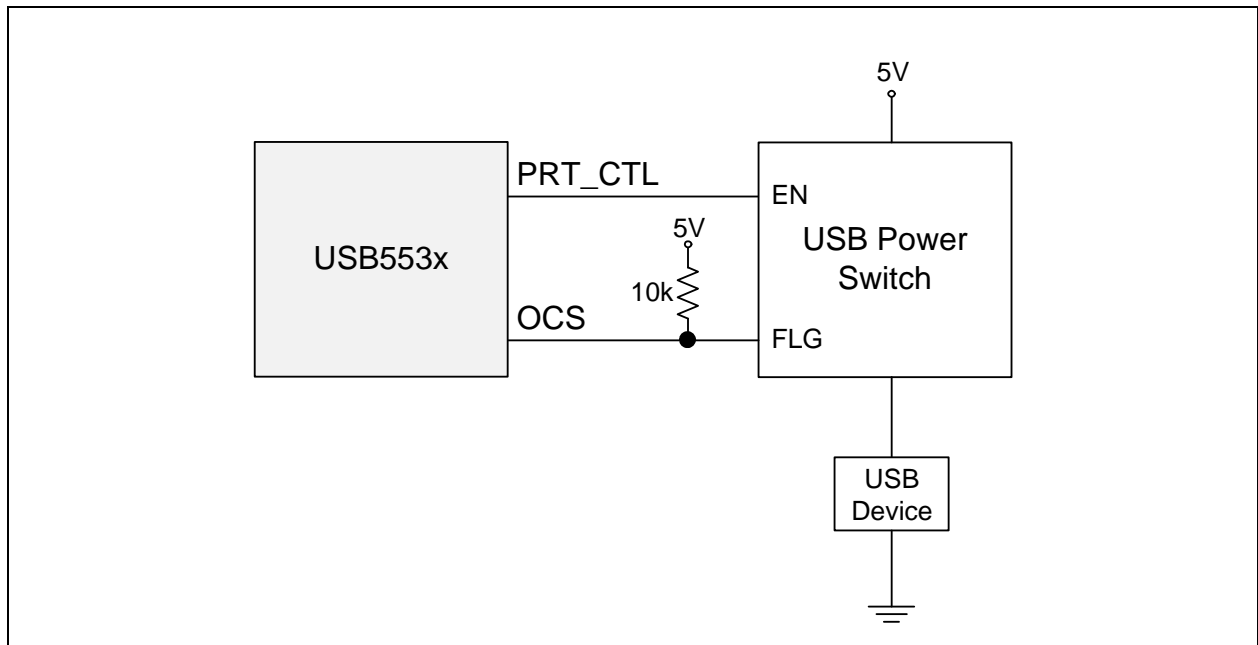 5V
PRT_CTL
EN
5V
USB553x
USB Power
Switch
10k
OCS
FLG
USB
Device